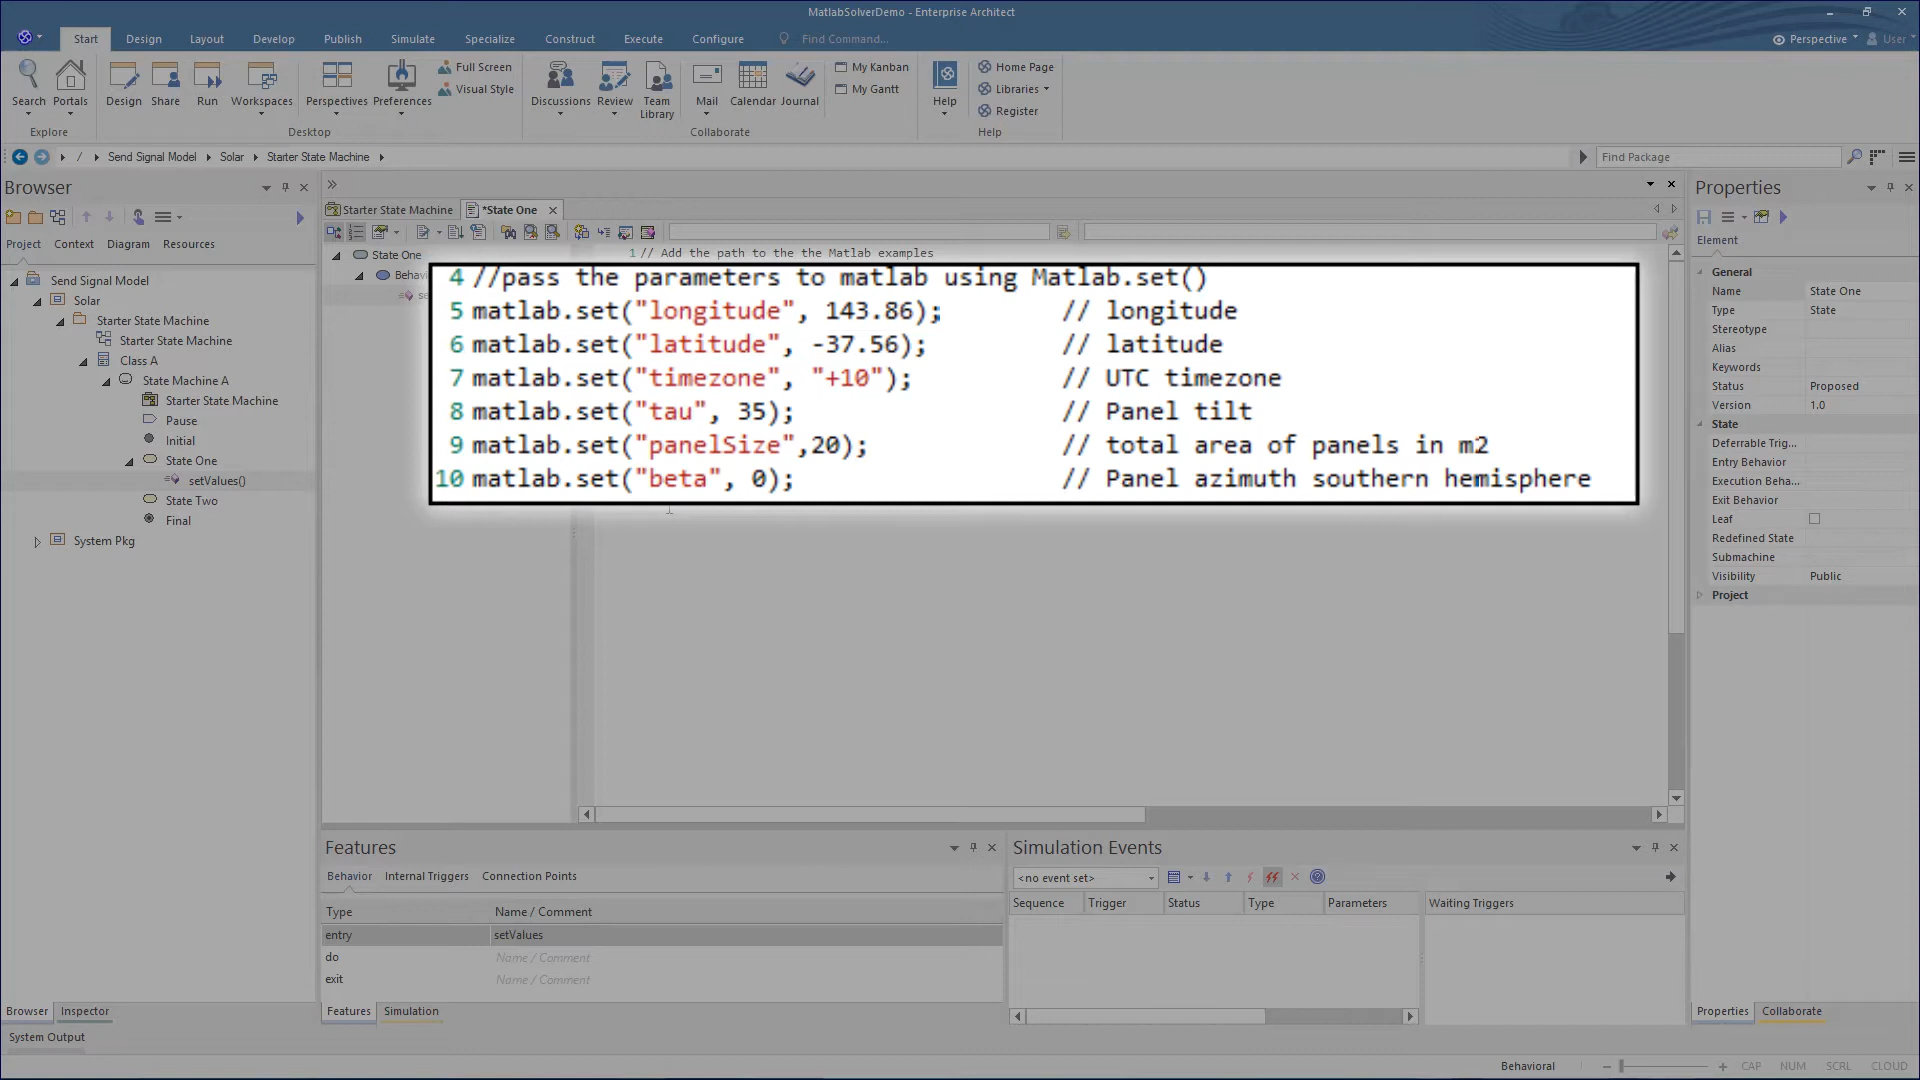 MatlabSolverDemo - Enterprise Architect
Start Design Layout Develop Publish Simulate Specialize Construct Execute Configure Find Command... Perspective User
Search Portals Design Share Run Workspaces Perspectives Preferences Full Screen Visual Style Discussions Review Team Library Mail Calendar Journal My Kanban My Gantt Help Home Page Libraries Register
Explore Desktop Collaborate Help
/ Send Signal Model Solar Starter State Machine Find Package
Browser
Project Context Diagram Resources
Send Signal Model
Solar
Starter State Machine
Starter State Machine
Class A
State Machine A
Starter State Machine
Pause
Initial
State One
setValues()
State Two
Final
System Pkg
Starter State Machine *State One
State One
Behav
1 // Add the path to the the Matlab examples
4 //pass the parameters to matlab using Matlab.set()
5 matlab.set("longitude", 143.86); // longitude
6 matlab.set("latitude", -37.56); // latitude
7 matlab.set("timezone", "+10"); // UTC timezone
8 matlab.set("tau", 35); // Panel tilt
9 matlab.set("panelSize",20); // total area of panels in m2
10 matlab.set("beta", 0); // Panel azimuth southern hemisphere
Properties
Element
General
Name State One
Type State
Stereotype
Alias
Keywords
Status Proposed
Version 1.0
State
Deferrable Trig...
Entry Behavior
Execution Beha...
Exit Behavior
Leaf
Redefined State
Submachine
Visibility Public
Project
Features
Behavior Internal Triggers Connection Points
Type Name / Comment
entry setValues
do Name / Comment
exit Name / Comment
Features Simulation
Simulation Events
<no event set>
Sequence Trigger Status Type Parameters Waiting Triggers
Browser Inspector
Properties Collaborate
System Output
Behavioral CAP NUM SCRL CLOUD